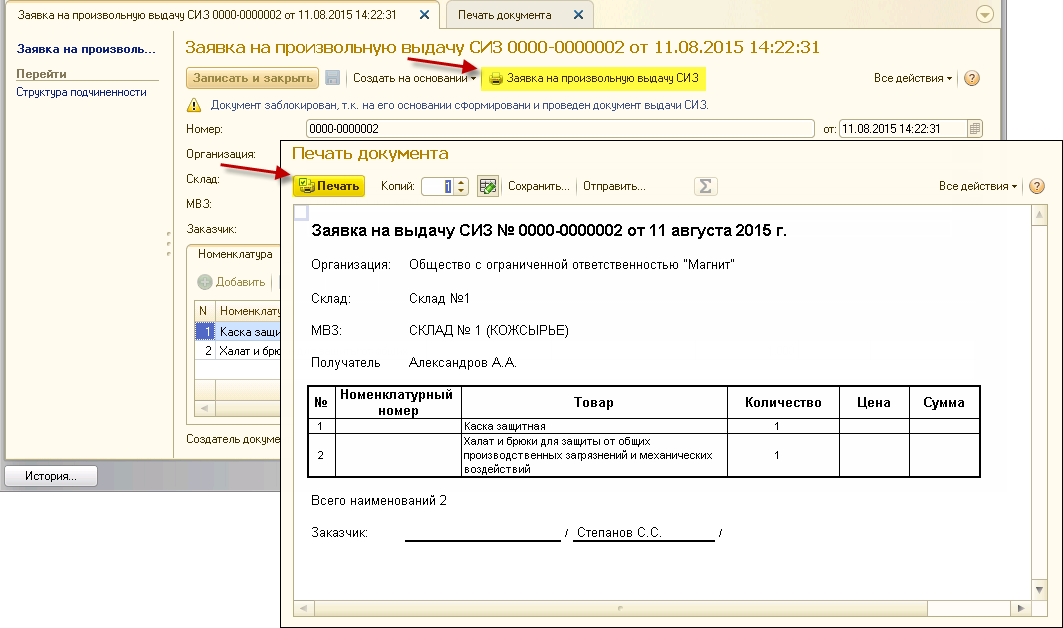 Заявка на произвольную выдачу СИЗ 0000-0000002 от 11.08.2015 14:22:31
Печать документа
Заявка на произволь...
Перейти
Структура подчиненности
Заявка на произвольную выдачу СИЗ 0000-0000002 от 11.08.2015 14:22:31
Записать и закрыть
Создать на основании
Заявка на произвольную выдачу СИЗ
Все действия
?
Документ заблокирован, т.к. на его основании сформировани и проведен документ выдачи СИЗ.
Номер: 0000-0000002 от: 11.08.2015 14:22:31
Организация:
Склад:
МВЗ:
Заказчик:
Номенклатура
Добавить
N Номенклату
1 Каска защи
2 Халат и брю
Создатель докуме
История...
Печать документа
Печать
Копий: 1
Сохранить...
Отправить...
Σ
Все действия
?
Заявка на выдачу СИЗ № 0000-0000002 от 11 августа 2015 г.
Организация: Общество с ограниченной ответственностью "Магнит"
Склад: Склад №1
МВЗ: СКЛАД № 1 (КОЖСЫРЬЕ)
Получатель Александров А.А.
№ Номенклатурный номер Товар Количество Цена Сумма
1 Каска защитная 1
2 Халат и брюки для защиты от общих
производственных загрязнений и механических
воздействий 1
Всего наименований 2
Заказчик: / Степанов С.С. /